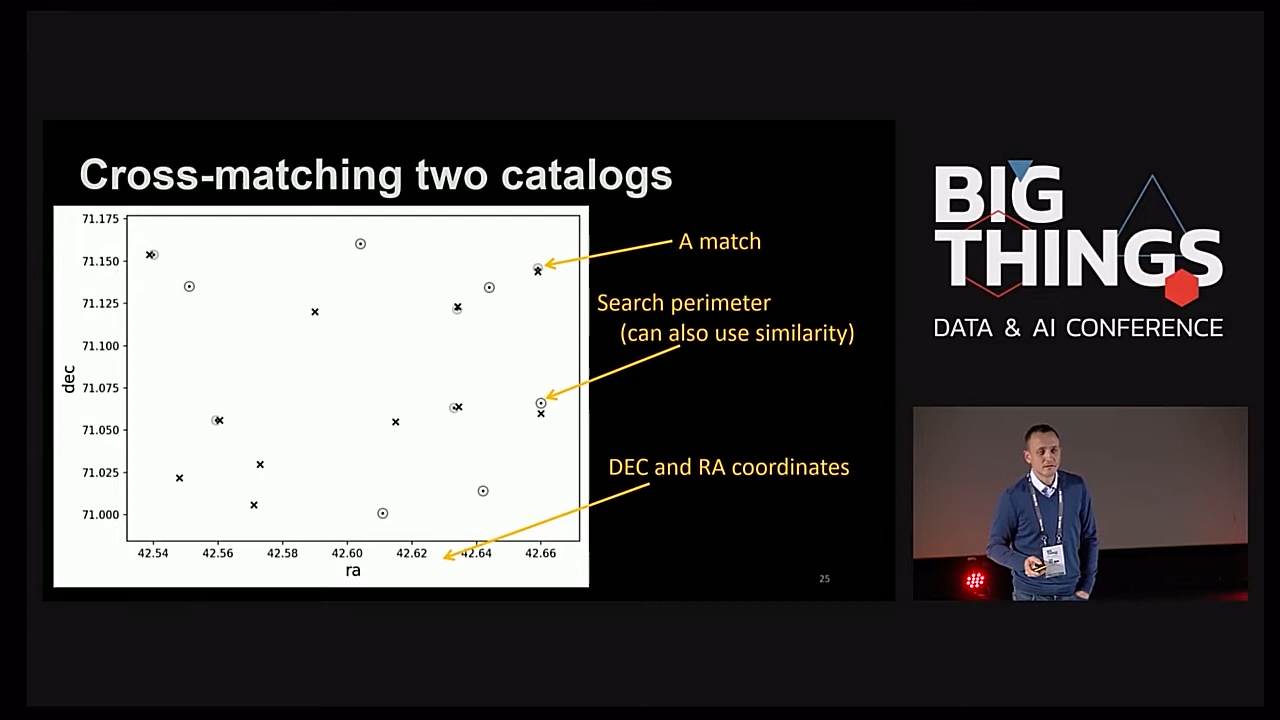 Cross-matching two catalogs
71.175
71.150
71.125
71.100
71.075
71.050
71.025
71.000
dec
42.54
42.56
42.58
42.60
42.62
42.64
42.66
ra
A match
Search perimeter
(can also use similarity)
DEC and RA coordinates
25
BIG
THINGS
DATA & AI CONFERENCE